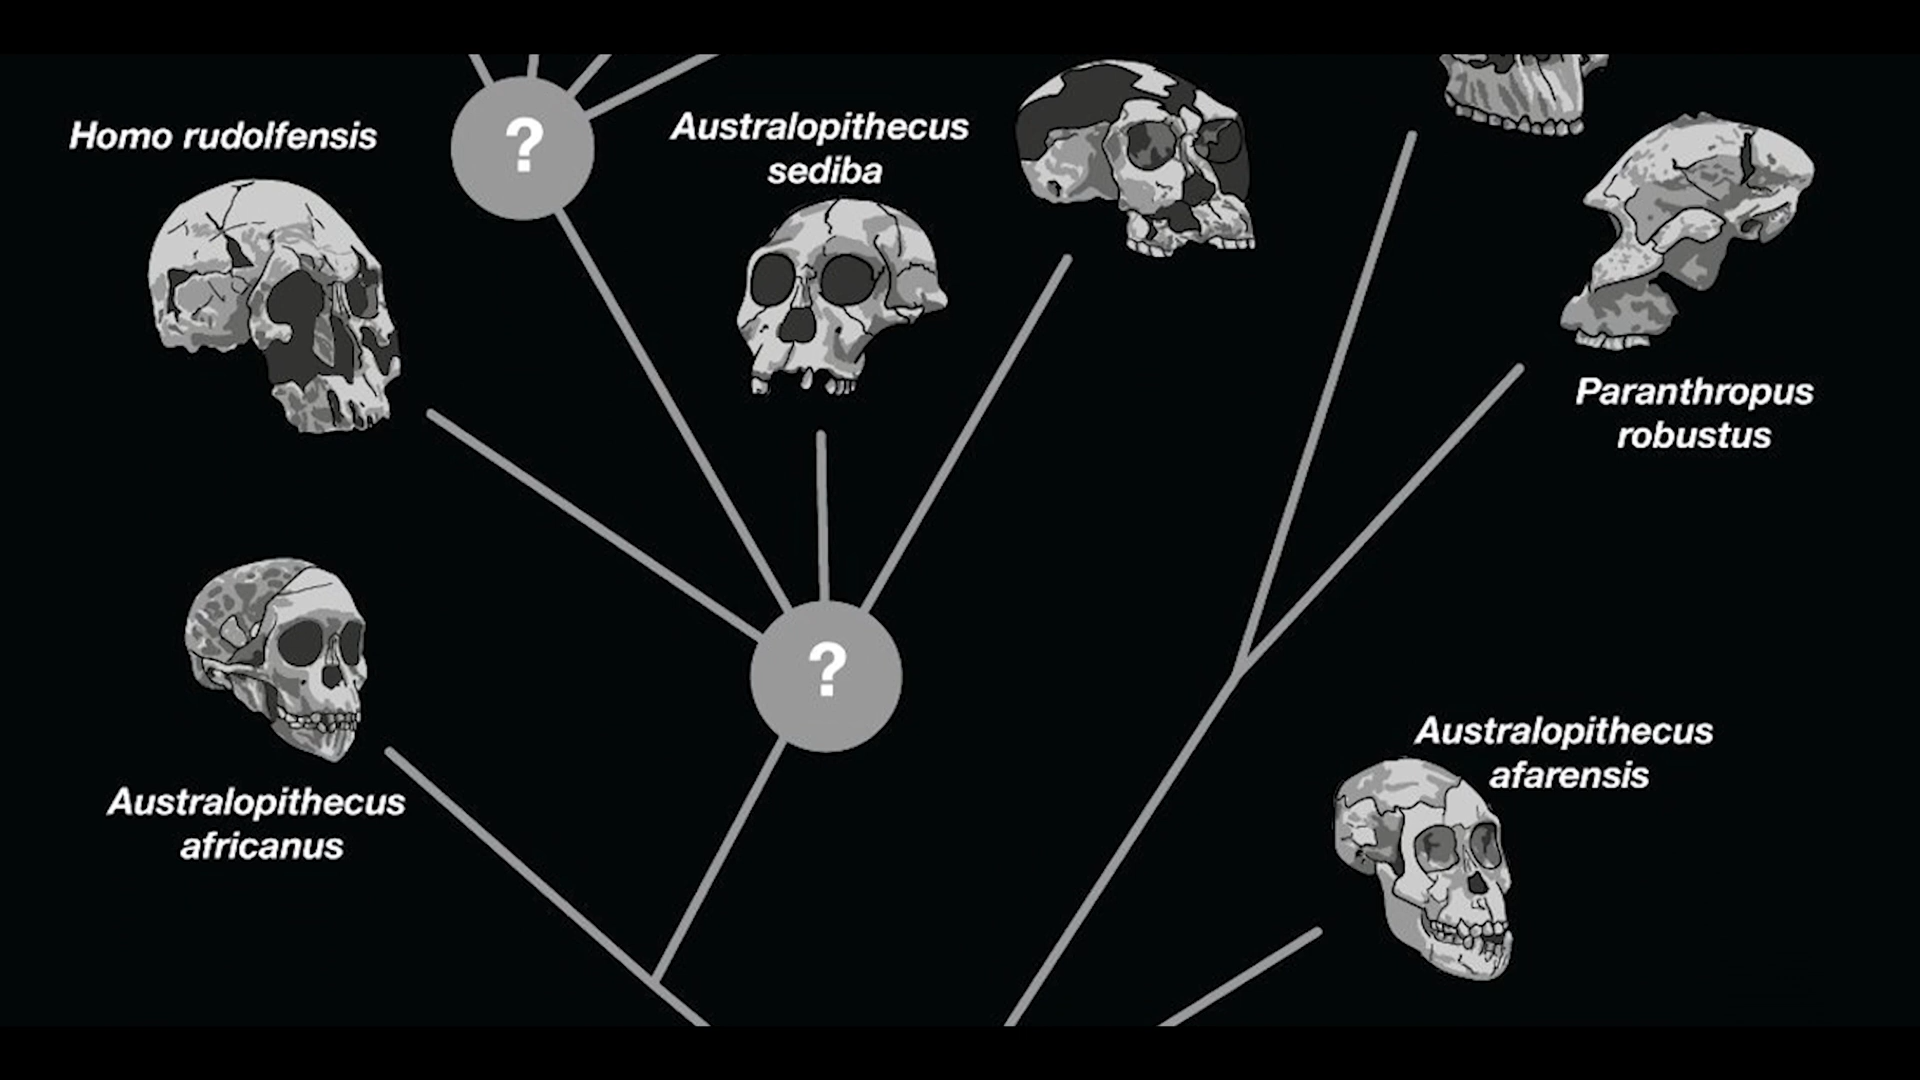 Homo rudolfensis
?
Australopithecus
sediba
Paranthropus
robustus
?
Australopithecus
africanus
Australopithecus
afarensis